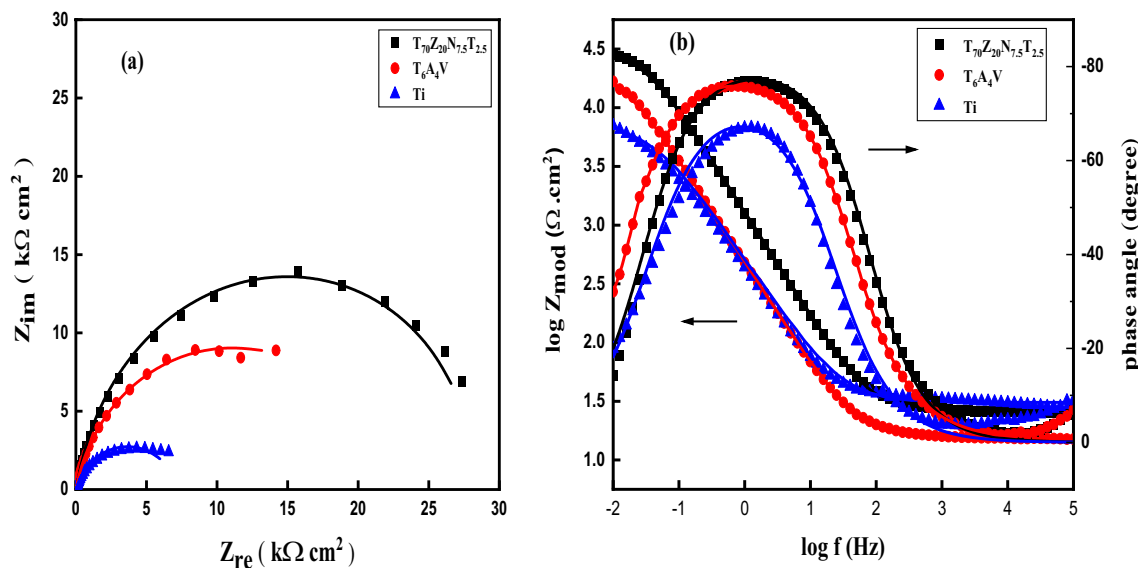 (a)
T₇₀Z₂₀N₇.₅T₂.₅
T₆A₄V
Ti
30
25
20
15
10
5
0
0 5 10 15 20 25 30
Z_im ( kΩ cm²)
Z_re ( kΩ cm²)
(b)
T₇₀Z₂₀N₇.₅T₂.₅
T₆A₄V
Ti
4.5
4.0
3.5
3.0
2.5
2.0
1.5
1.0
-80
-60
-40
-20
0
-2 -1 0 1 2 3 4 5
log Z_mod (Ω.cm²)
phase angle (degree)
log f (Hz)